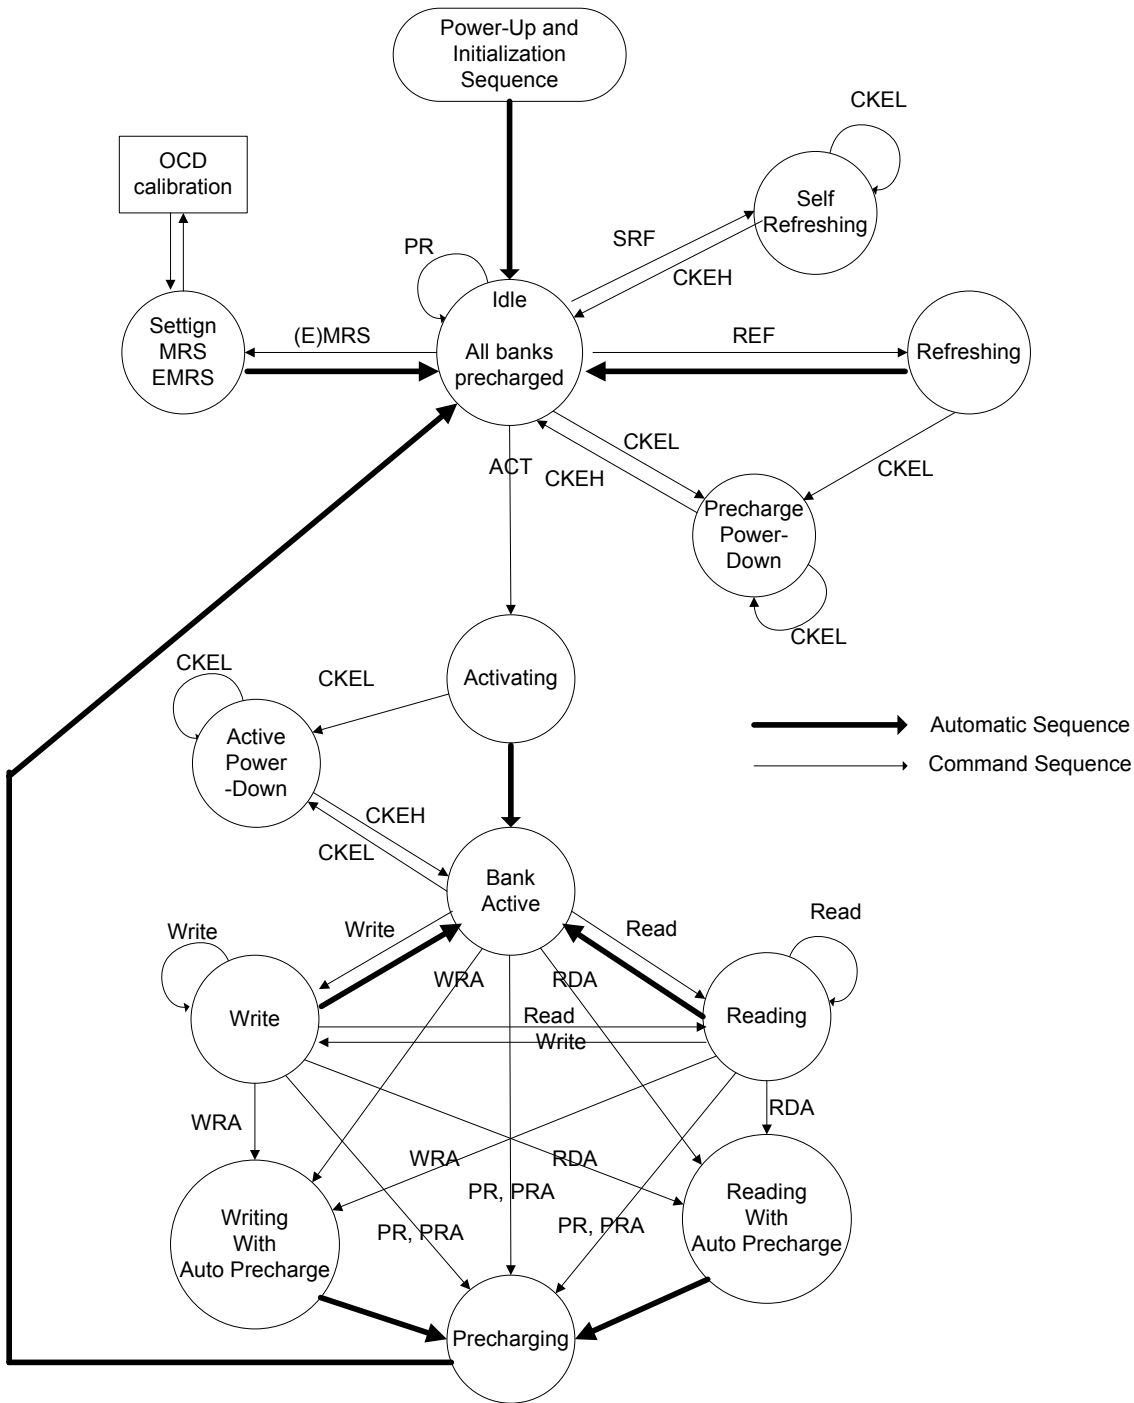 Power-Up and
Initialization
Sequence
CKEL
OCD
calibration
Self
Refreshing
SRF
PR
CKEH
Idle
Settign
MRS
EMRS
(E)MRS
All banks
precharged
REF
Refreshing
CKEL
ACT
CKEH
CKEL
Precharge
Power-
Down
CKEL
CKEL
CKEL
Activating
Active
Power
-Down
Automatic Sequence
Command Sequence
CKEH
CKEL
Bank
Active
Write
Write
Read
Read
WRA
RDA
Write
Read
Write
Reading
WRA
RDA
WRA
RDA
PR, PRA
Writing
With
Auto Precharge
Reading
With
Auto Precharge
PR, PRA
PR, PRA
Precharging